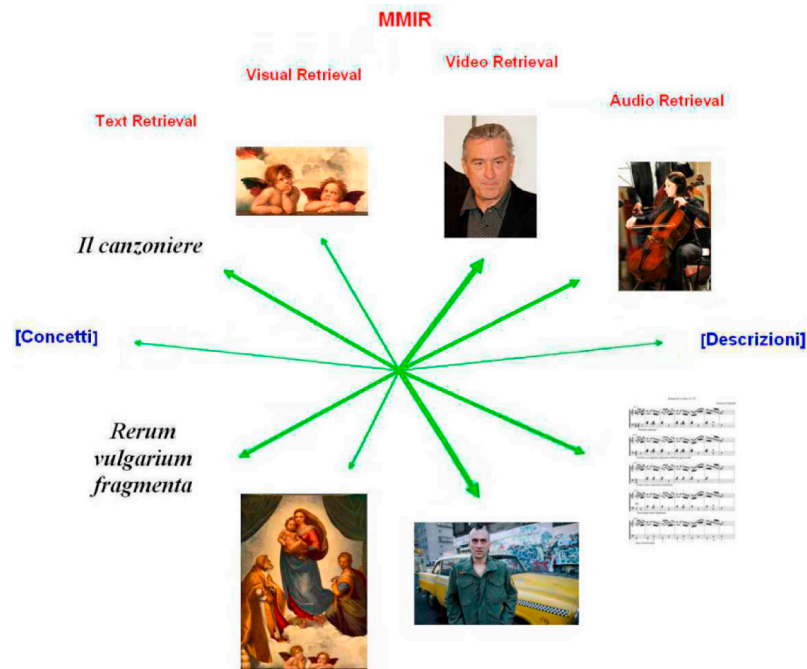 MMIR
Visual Retrieval
Video Retrieval
Text Retrieval
Audio Retrieval
Il canzoniere
[Concetti]
[Descrizioni]
Rerum
vulgarium
fragmenta